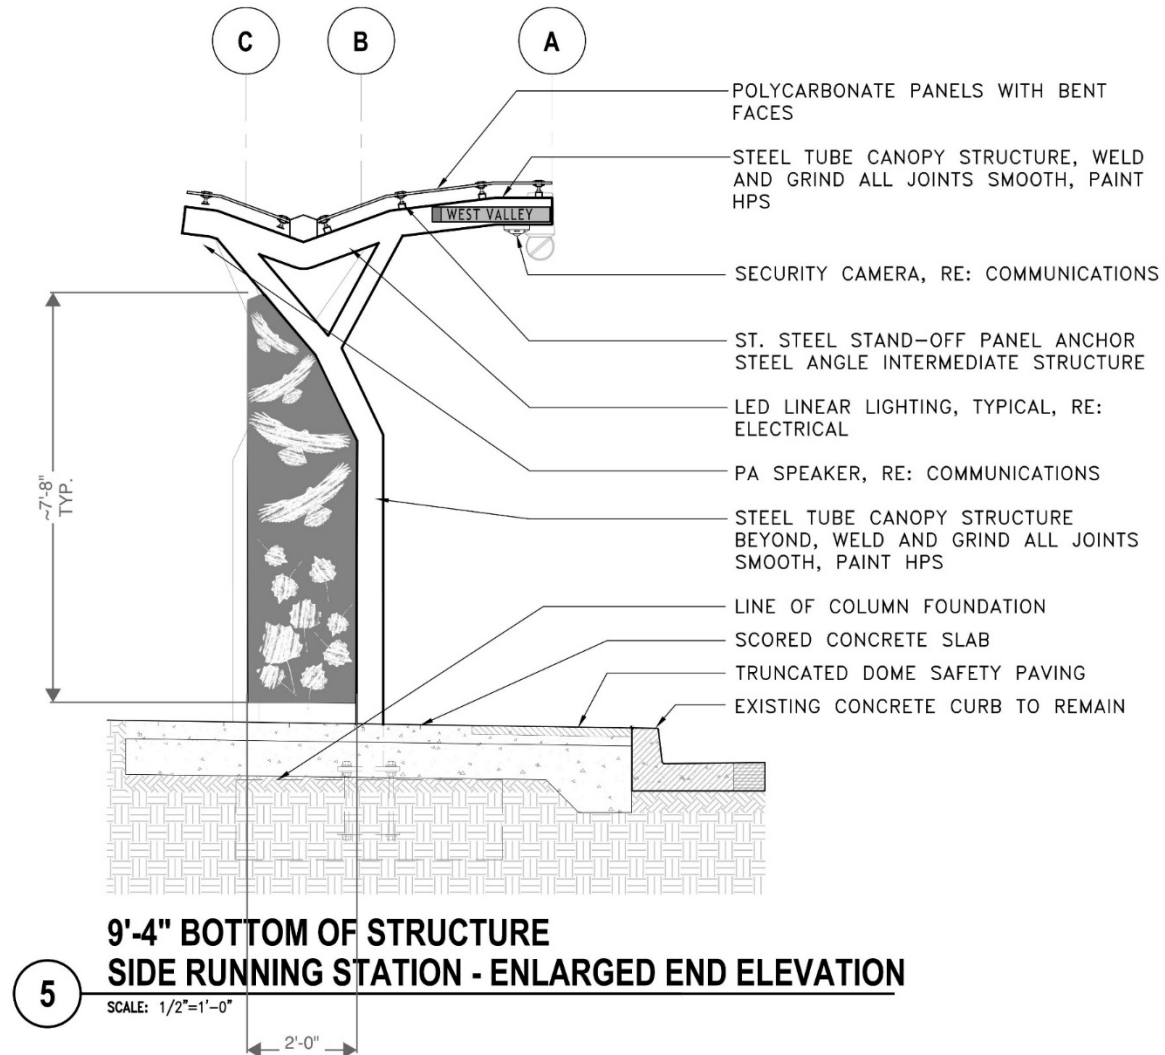 C
B
A
POLYCARBONATE PANELS WITH BENT
FACES
STEEL TUBE CANOPY STRUCTURE, WELD
AND GRIND ALL JOINTS SMOOTH, PAINT
HPS
WEST VALLEY
SECURITY CAMERA, RE: COMMUNICATIONS
ST. STEEL STAND-OFF PANEL ANCHOR
STEEL ANGLE INTERMEDIATE STRUCTURE
LED LINEAR LIGHTING, TYPICAL, RE:
ELECTRICAL
PA SPEAKER, RE: COMMUNICATIONS
~7'-8"
TYP.
STEEL TUBE CANOPY STRUCTURE
BEYOND, WELD AND GRIND ALL JOINTS
SMOOTH, PAINT HPS
LINE OF COLUMN FOUNDATION
SCORED CONCRETE SLAB
TRUNCATED DOME SAFETY PAVING
EXISTING CONCRETE CURB TO REMAIN
9'-4" BOTTOM OF STRUCTURE
SIDE RUNNING STATION - ENLARGED END ELEVATION
5
SCALE: 1/2"=1'-0"
2'-0"